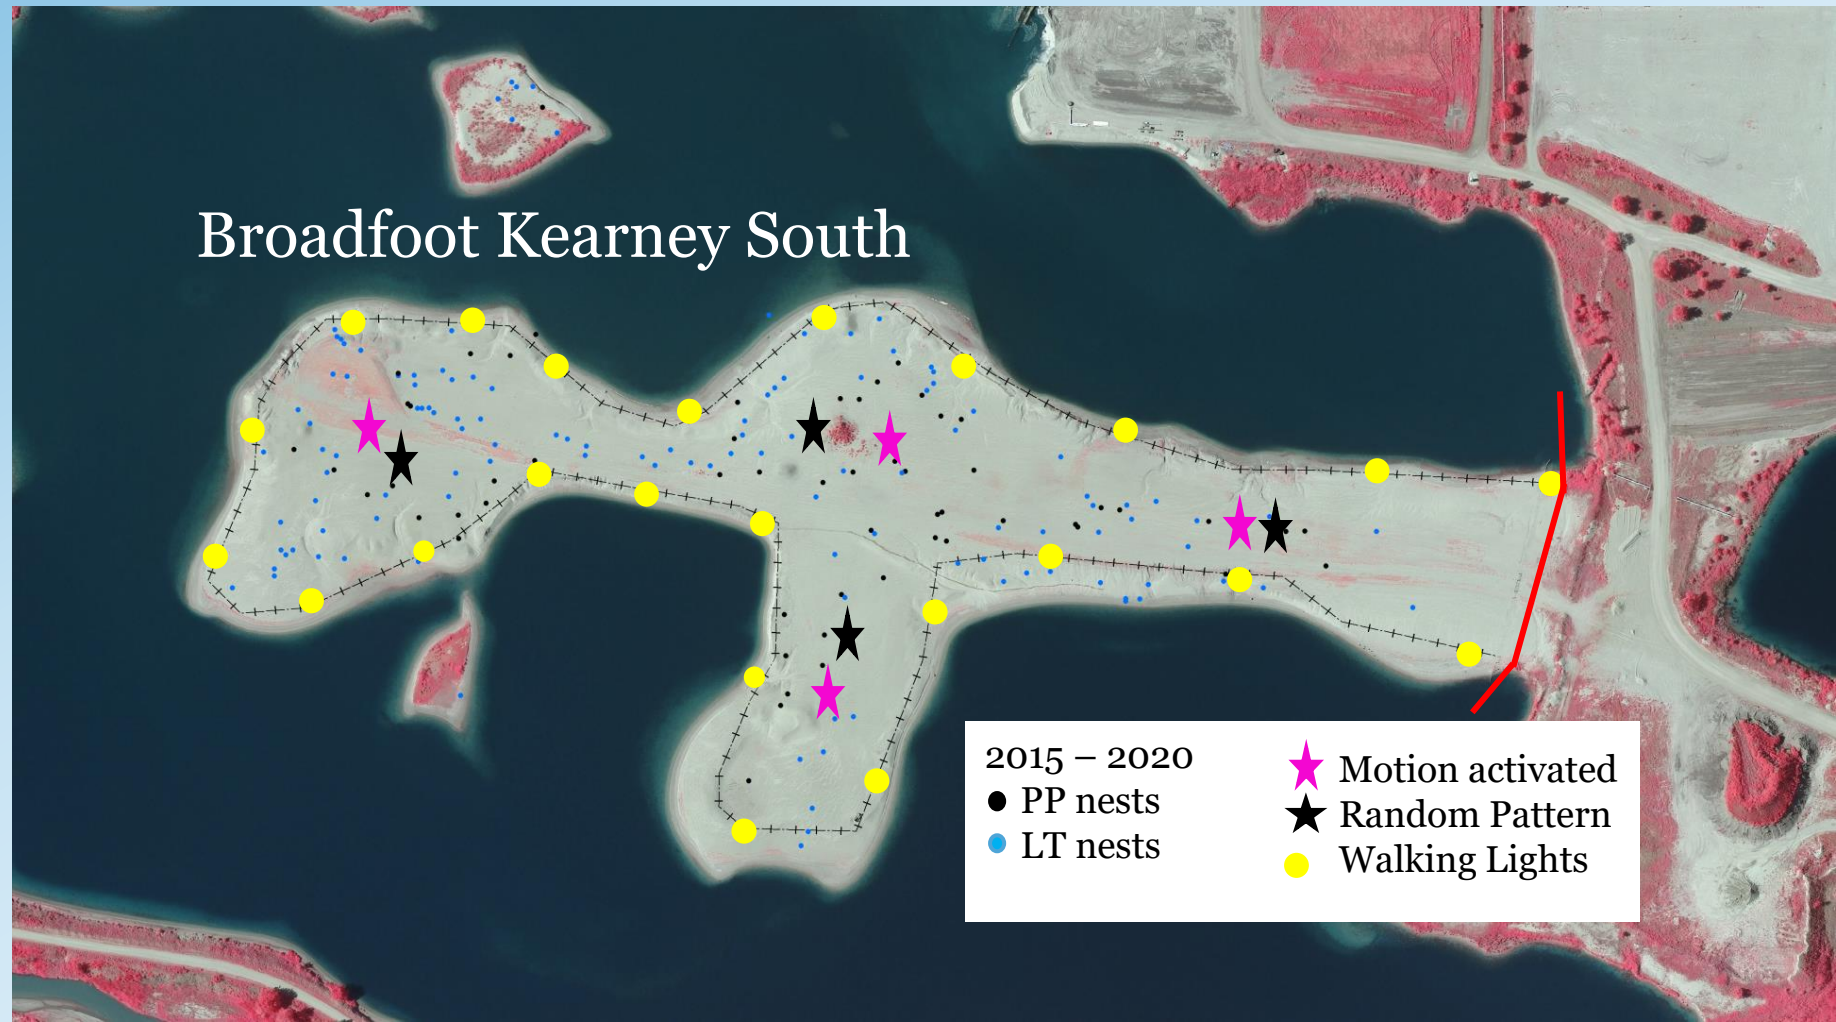 Broadfoot Kearney South
2015 – 2020
PP nests
LT nests
Motion activated
Random Pattern
Walking Lights